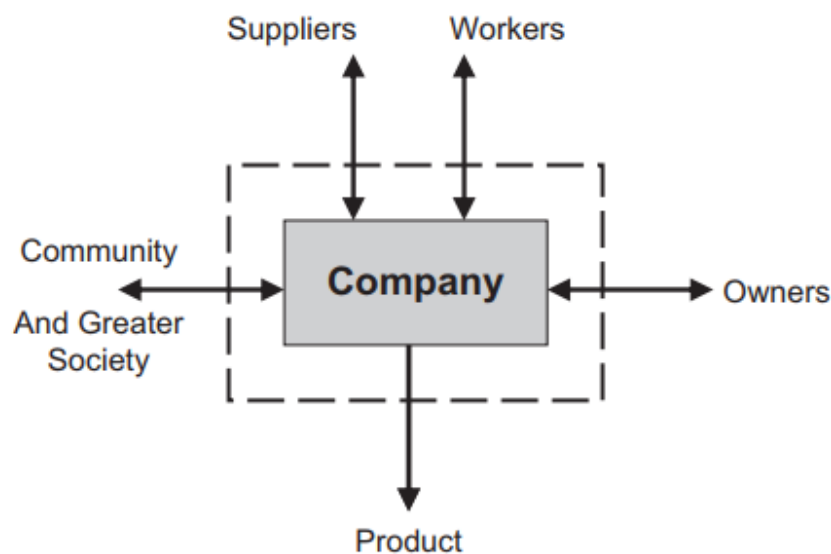 Suppliers
Workers
Community
Company
Owners
And Greater
Society
Product